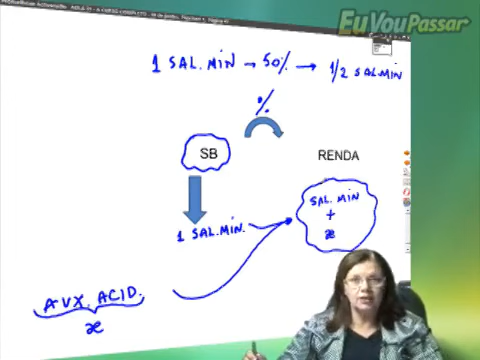 EuVouPassar
1 SAL.MIN → 50% → 1/2 SAL.MIN
%
SB
RENDA
SAL. MIN
+
x
1 SAL.MIN.
AUX. ACID.
x